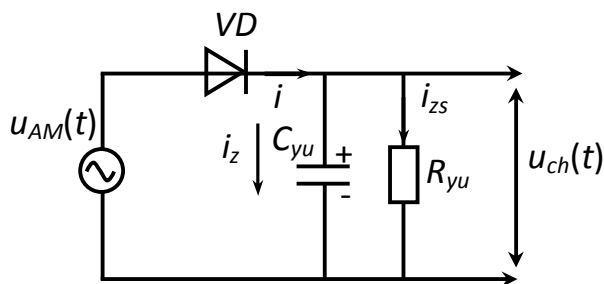 VD
i
i_zs
u_AM(t)
i_z
C_yu
+
-
R_yu
u_ch(t)